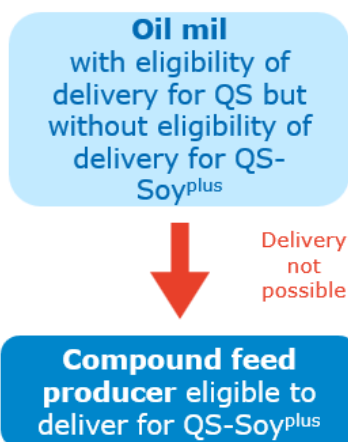 Oil mil
with eligibility of
delivery for QS but
without eligibility of
delivery for QS-
Soyplus
Delivery
not
possible
Compound feed
producer eligible to
deliver for QS-Soyplus